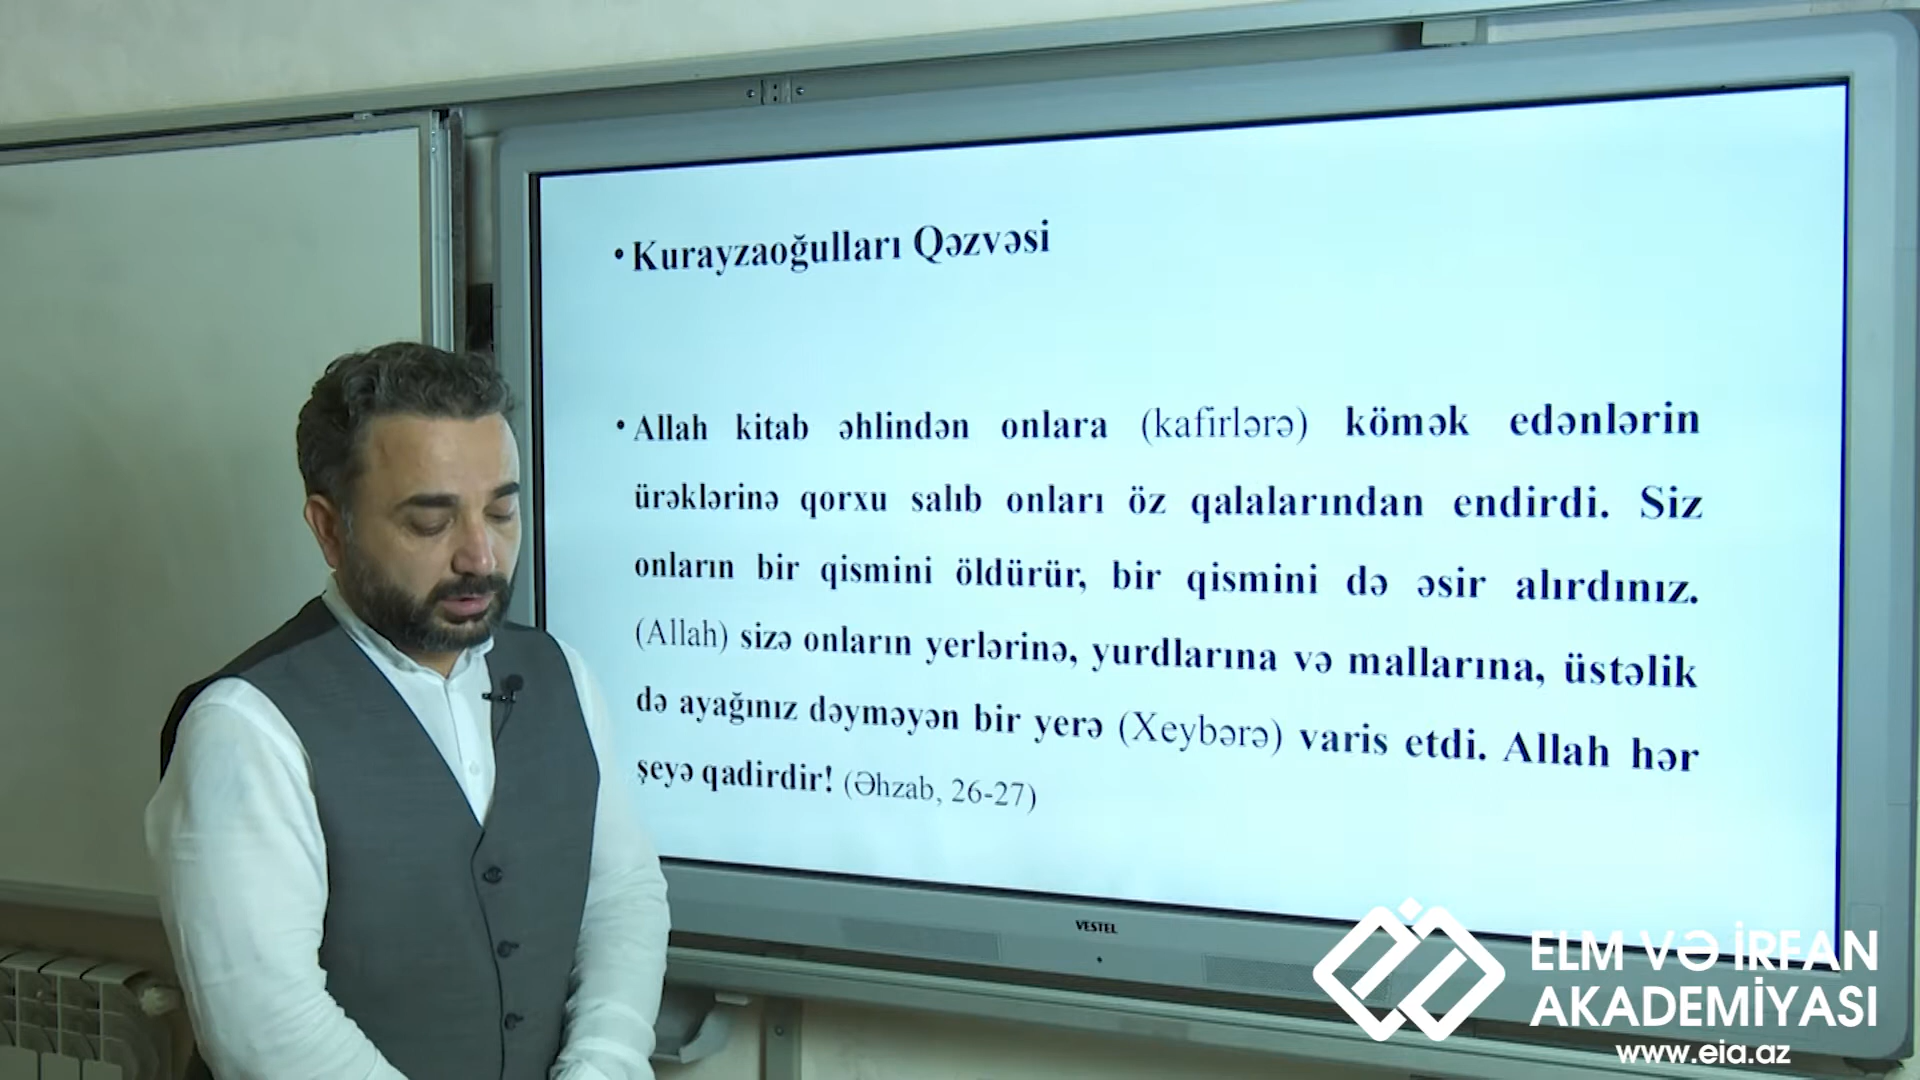 • Kurayzaoğulları Qəzvəsi
• Allah kitab əhlindən onlara (kafirlərə) kömək edənlərin
ürəklərinə qorxu salıb onları öz qalalarından endirdi. Siz
onların bir qismini öldürür, bir qismini də əsir alırdınız.
(Allah) sizə onların yerlərinə, yurdlarına və mallarına, üstəlik
də ayağınız dəyməyən bir yerə (Xeybərə) varis etdi. Allah hər
şeyə qadirdir! (Əhzab, 26-27)
VESTEL
ELM VƏ İRFAN
AKADEMİYASI
www.eia.az